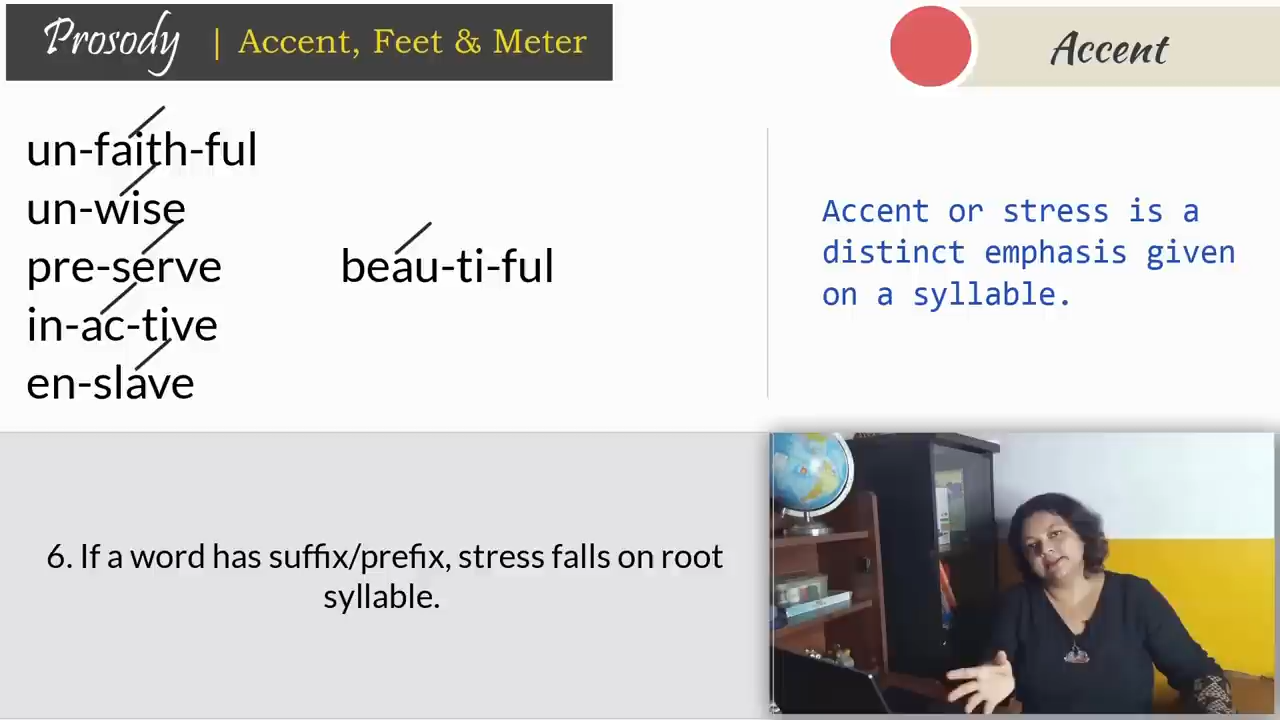 Prosody | Accent, Feet & Meter
Accent
un-faith-ful
un-wise
pre-serve
in-ac-tive
en-slave
beau-ti-ful
Accent or stress is a
distinct emphasis given
on a syllable.
6. If a word has suffix/prefix, stress falls on root
syllable.